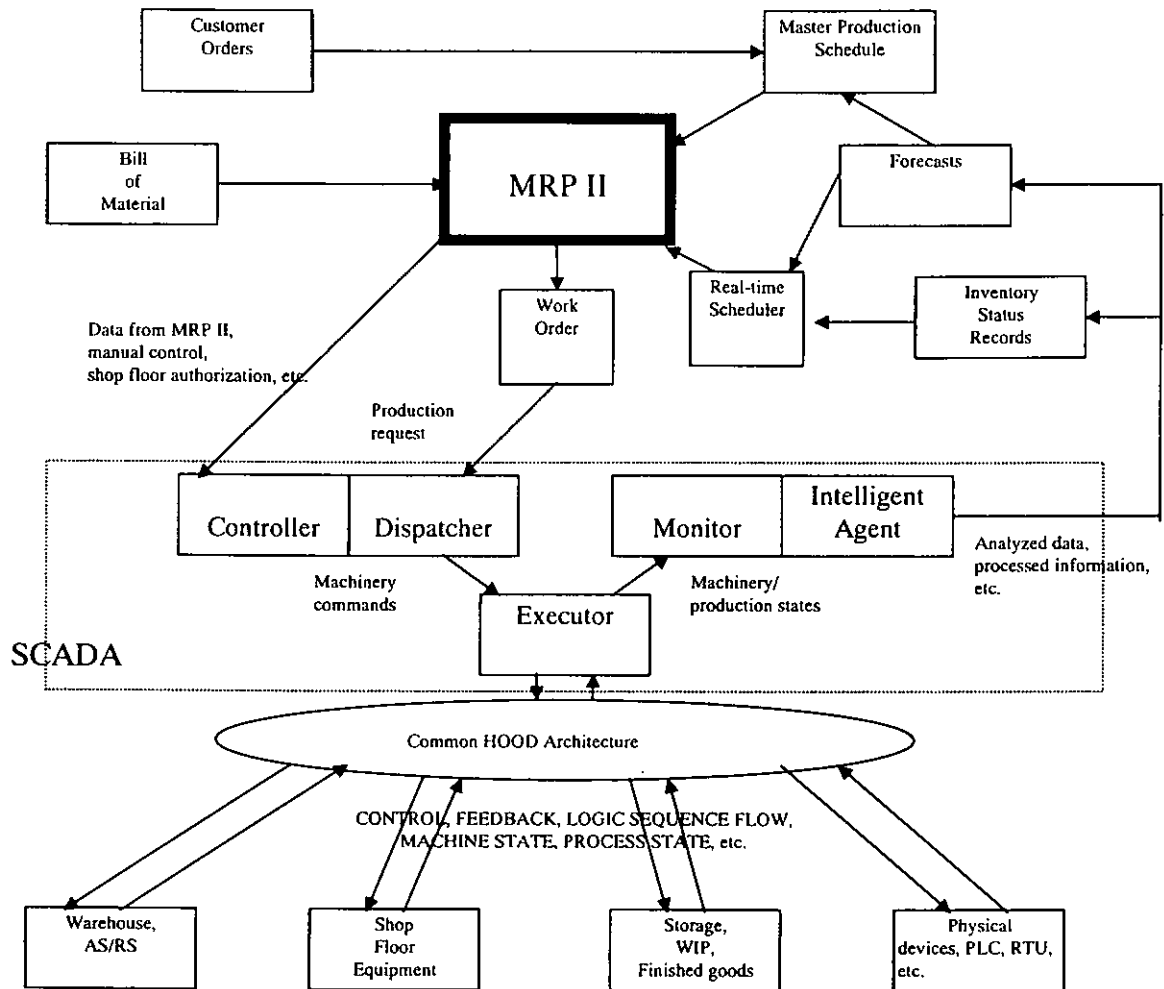 Customer
Orders
Master Production
Schedule
Bill
of
Material
MRP II
Forecasts
Work
Order
Real-time
Scheduler
Inventory
Status
Records
Data from MRP II,
manual control,
shop floor authorization, etc.
Production
request
Controller
Dispatcher
Monitor
Intelligent
Agent
Machinery
commands
Executor
Machinery/
production states
Analyzed data,
processed information,
etc.
SCADA
Common HOOD Architecture
CONTROL, FEEDBACK, LOGIC SEQUENCE FLOW,
MACHINE STATE, PROCESS STATE, etc.
Warehouse,
AS/RS
Shop
Floor
Equipment
Storage,
WIP,
Finished goods
Physical
devices, PLC, RTU,
etc.